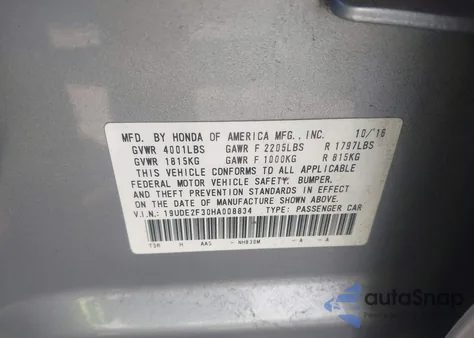 MFD. BY HONDA OF AMERICA MFG., INC. 10/'16
GVWR 4001LBS GAWR F 2205LBS R 1797LBS
GVWR 1815KG GAWR F 1000KG R 815KG
THIS VEHICLE CONFORMS TO ALL APPLICABLE
FEDERAL MOTOR VEHICLE SAFETY, BUMPER,
AND THEFT PREVENTION STANDARDS IN EFFECT
ON THE DATE OF MANUFACTURE SHOWN ABOVE.
V.I.N.: 19UDE2F30HA008834 TYPE: PASSENGER CAR
H AAS - NH830M -A -A
autoSnap